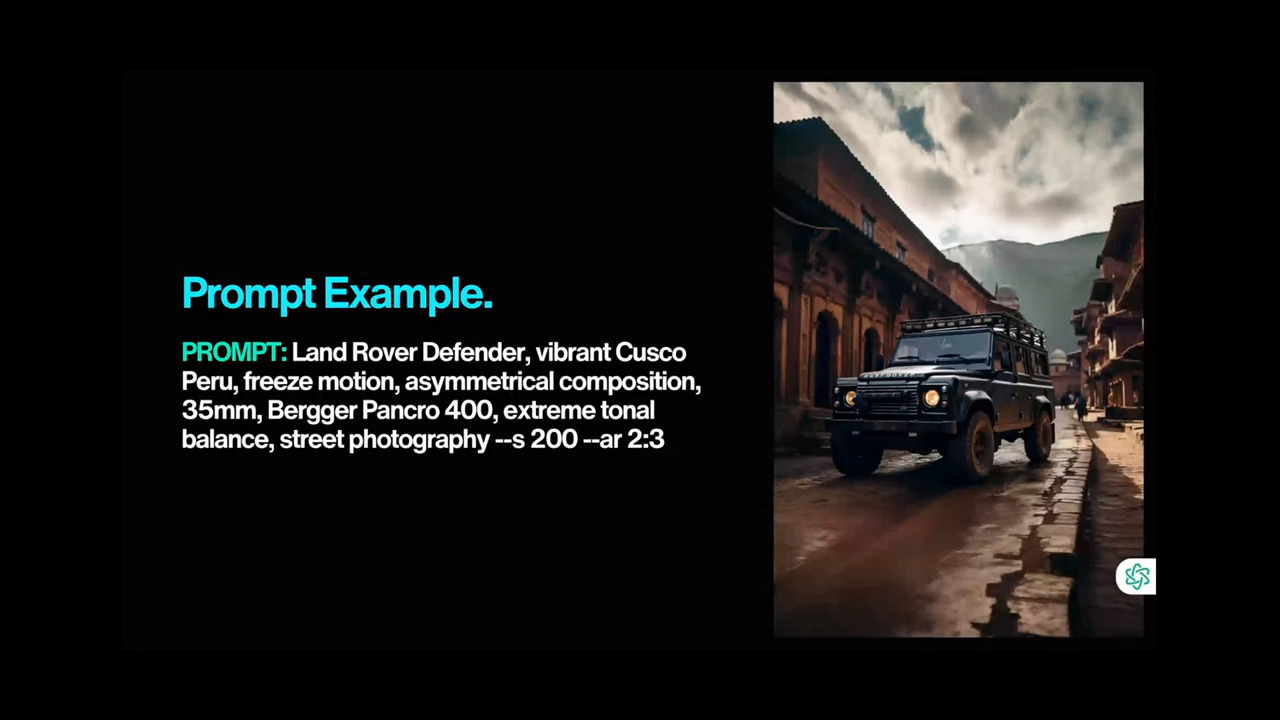 Prompt Example.
PROMPT: Land Rover Defender, vibrant Cusco
Peru, freeze motion, asymmetrical composition,
35mm, Bergger Pancro 400, extreme tonal
balance, street photography --s 200 --ar 2:3